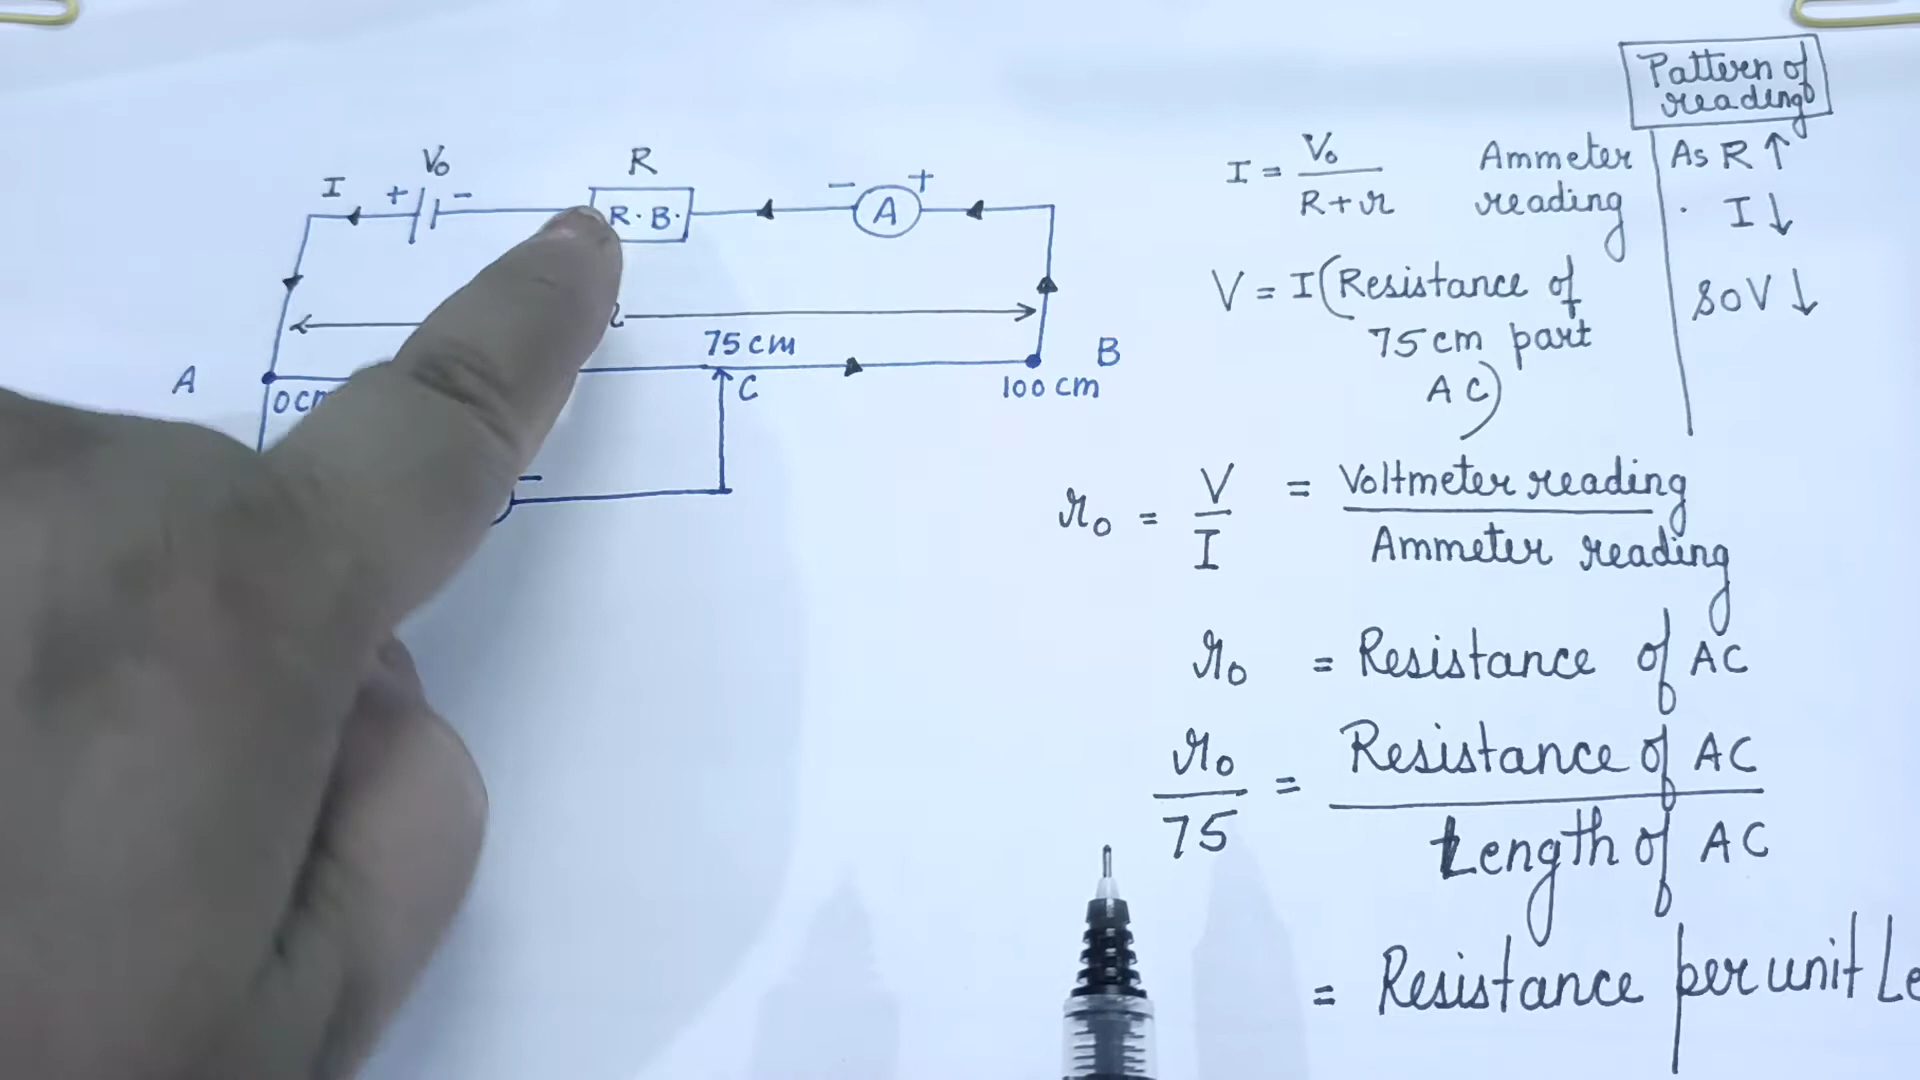 Pattern of
reading
V₀
R
I
+
−
R.B.
−
+
A
75 cm
A
B
C
100 cm
−
I = V₀ / R + r
Ammeter
reading
As R ↑
I ↓
so V ↓
V = I (Resistance of
75 cm part
AC)
r₀ = V / I = Voltmeter reading / Ammeter reading
r₀ = Resistance of AC
r₀ / 75 = Resistance of AC / Length of AC
= Resistance per unit Le